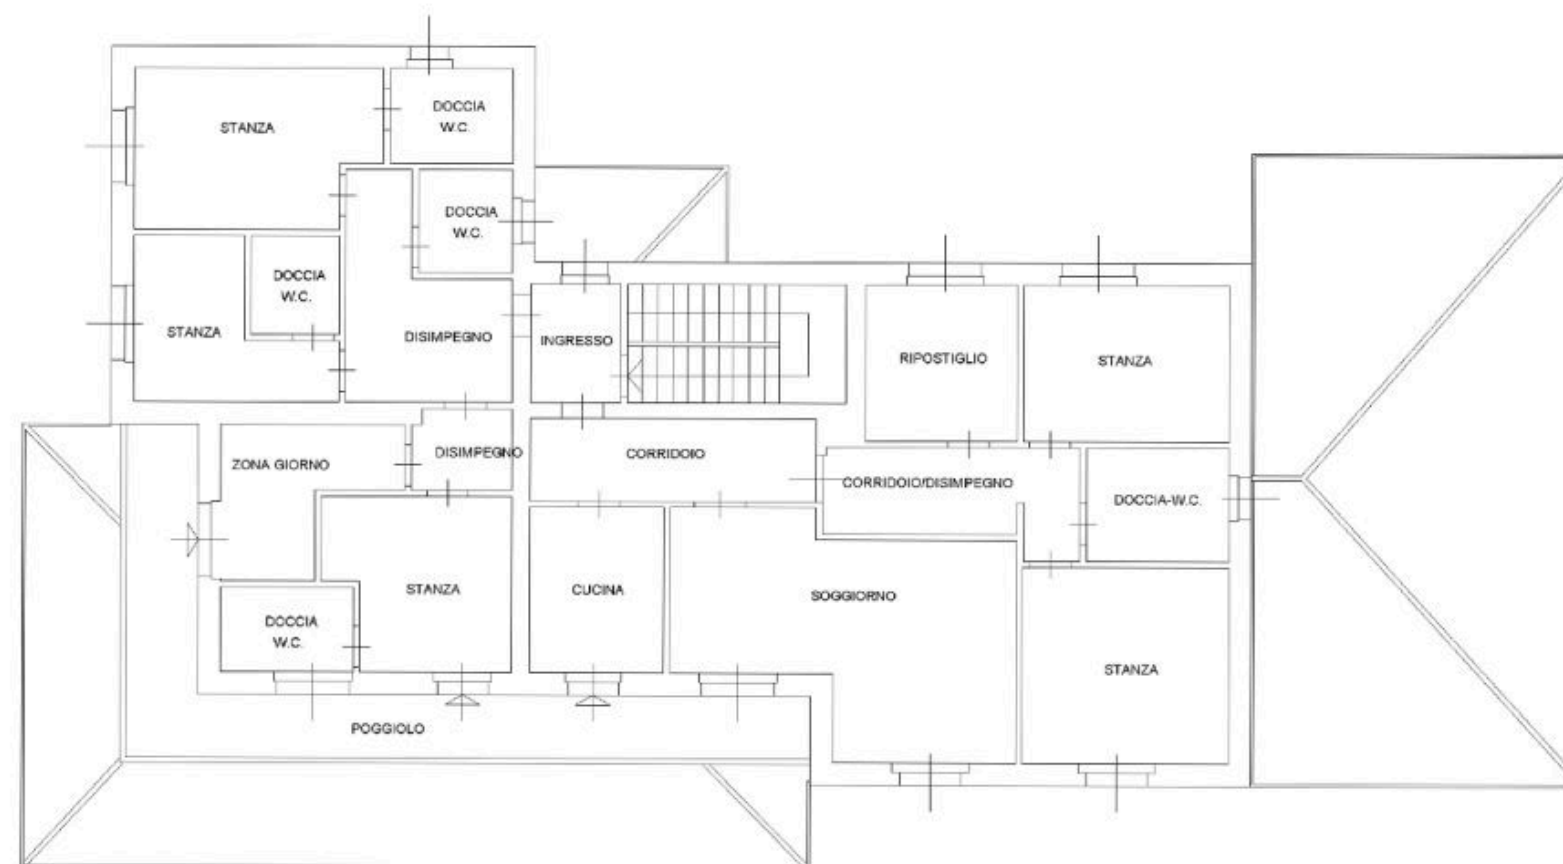 DOCCIA
W.C.
STANZA
DOCCIA
W.C.
DOCCIA
W.C.
STANZA
DISIMPEGNO
INGRESSO
RIPOSTIGLIO
STANZA
ZONA GIORNO
DISIMPEGNO
CORRIDOIO
CORRIDOIO/DISIMPEGNO
DOCCIA-W.C.
STANZA
CUCINA
SOGGIORNO
DOCCIA
W.C.
STANZA
POGGIOLO